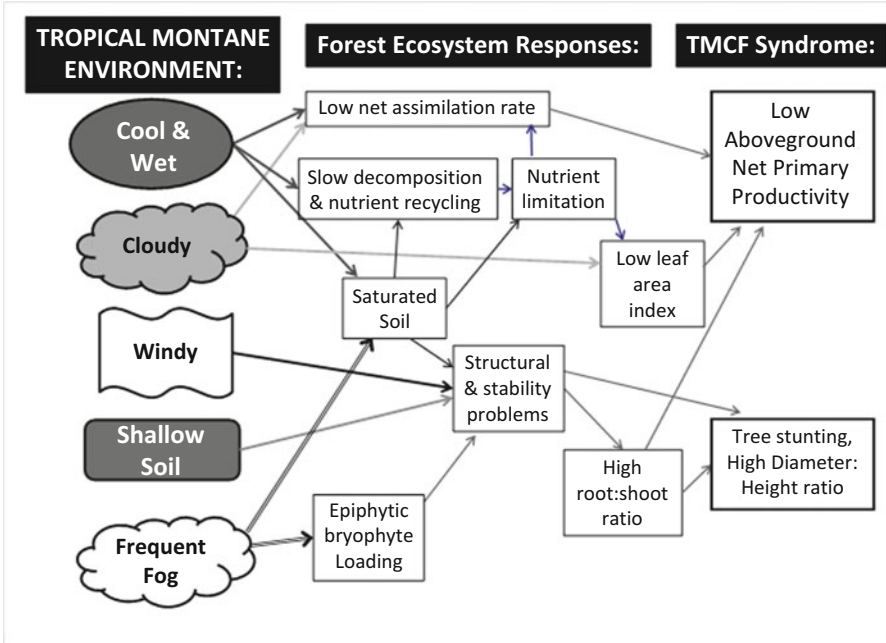 TROPICAL MONTANE
ENVIRONMENT:
Forest Ecosystem Responses:
TMCF Syndrome:
Cool &
Wet
Cloudy
Windy
Shallow
Soil
Frequent
Fog
Low net assimilation rate
Slow decomposition
& nutrient recycling
Nutrient
limitation
Low leaf
area
index
Saturated
Soil
Structural
& stability
problems
High
root:shoot
ratio
Epiphytic
bryophyte
Loading
Low
Aboveground
Net Primary
Productivity
Tree stunting,
High Diameter:
Height ratio